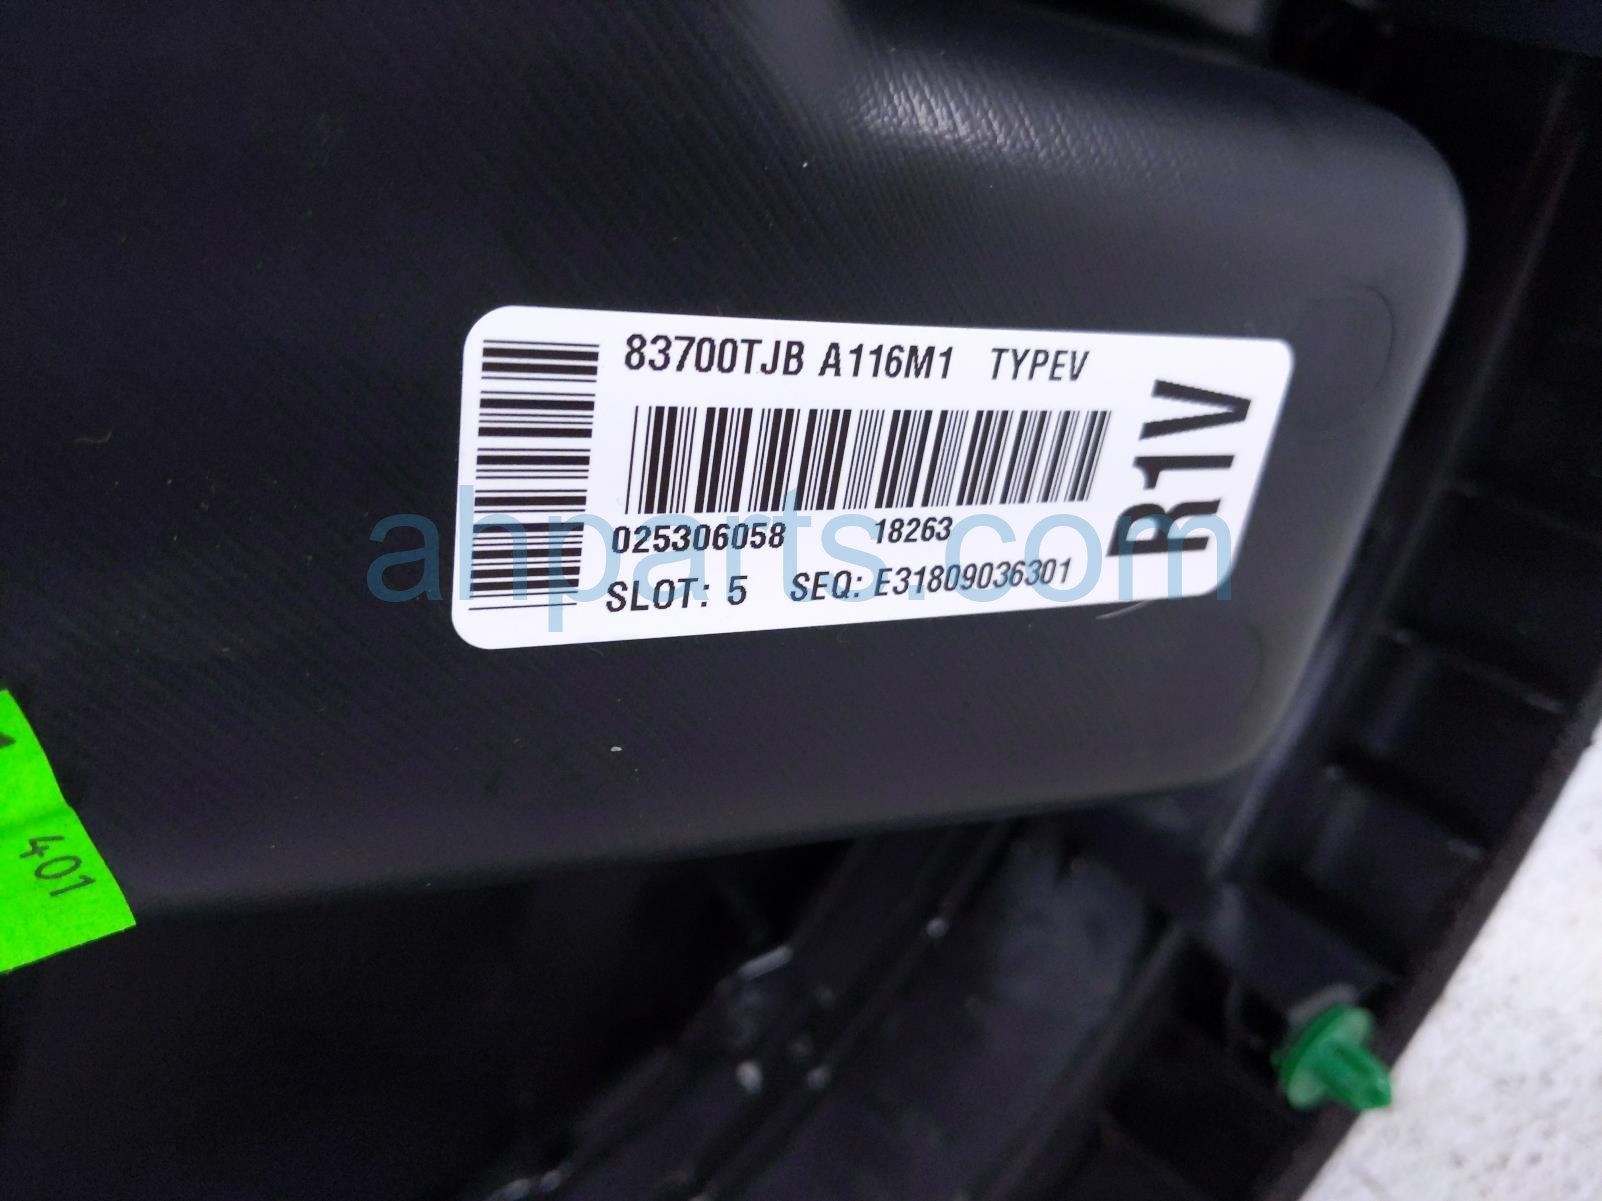 83700TJB A116M1 TYPEV
R1V
025306058 18263
SLOT: 5 SEQ: E31809036301
ahparts.com
401